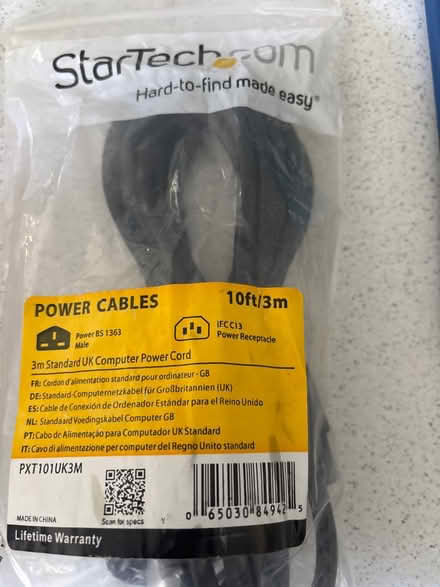 StarTech.com
Hard-to-find made easy®
POWER CABLES 10ft/3m
Power BS 1363
Male
IECC13
Power Receptacle
3m Standard UK Computer Power Cord
FR: Cordon d'alimentation standard pour ordinateur - GB
DE: Standard-Computernetzkabel für Großbritannien (UK)
ES: Cable de Conexión de Ordenador Estándar para el Reino Unido
NL: Standaard Voedingskabel Computer GB
PT: Cabo de Alimentação para Computador UK Standard
IT: Cavo di alimentazione per computer del Regno Unito standard
PXT101UK3M
Scan for specs
0 65030 84942 5
MADE IN CHINA
Lifetime Warranty